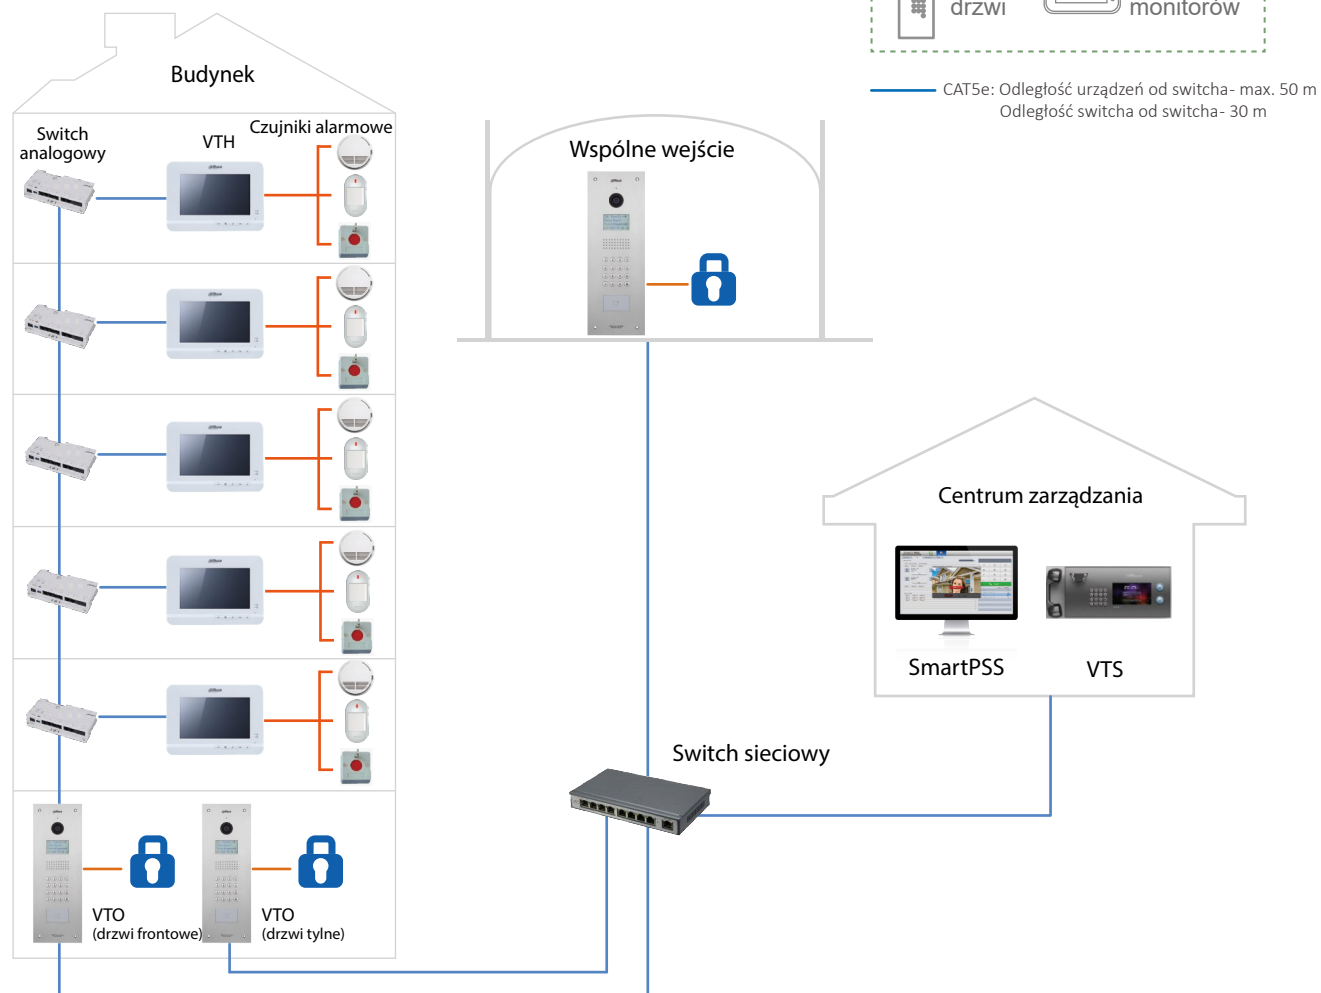 drzwi
monitorów
CAT5e: Odległość urządzeń od switcha- max. 50 m
Odległość switcha od switcha- 30 m
Budynek
Switch
analogowy
VTH
Czujniki alarmowe
Wspólne wejście
Centrum zarządzania
SmartPSS
VTS
Switch sieciowy
VTO
(drzwi frontowe)
VTO
(drzwi tylne)